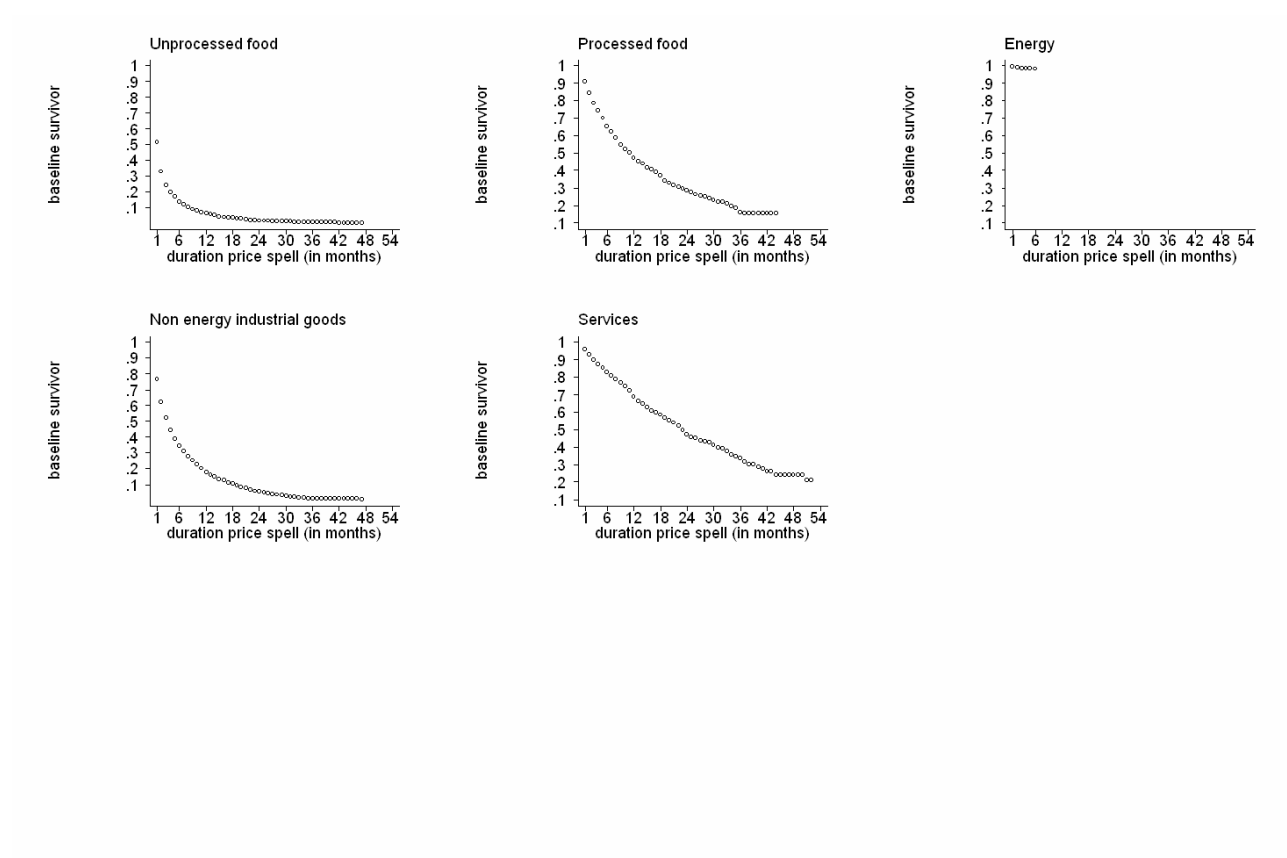 Unprocessed food
baseline survivor
1
.9
.8
.7
.6
.5
.4
.3
.2
.1
1 6 12 18 24 30 36 42 48 54
duration price spell (in months)
Processed food
baseline survivor
1
.9
.8
.7
.6
.5
.4
.3
.2
.1
1 6 12 18 24 30 36 42 48 54
duration price spell (in months)
Energy
baseline survivor
1
.9
.8
.7
.6
.5
.4
.3
.2
.1
1 6 12 18 24 30 36 42 48 54
duration price spell (in months)
Non energy industrial goods
baseline survivor
1
.9
.8
.7
.6
.5
.4
.3
.2
.1
1 6 12 18 24 30 36 42 48 54
duration price spell (in months)
Services
baseline survivor
1
.9
.8
.7
.6
.5
.4
.3
.2
.1
1 6 12 18 24 30 36 42 48 54
duration price spell (in months)